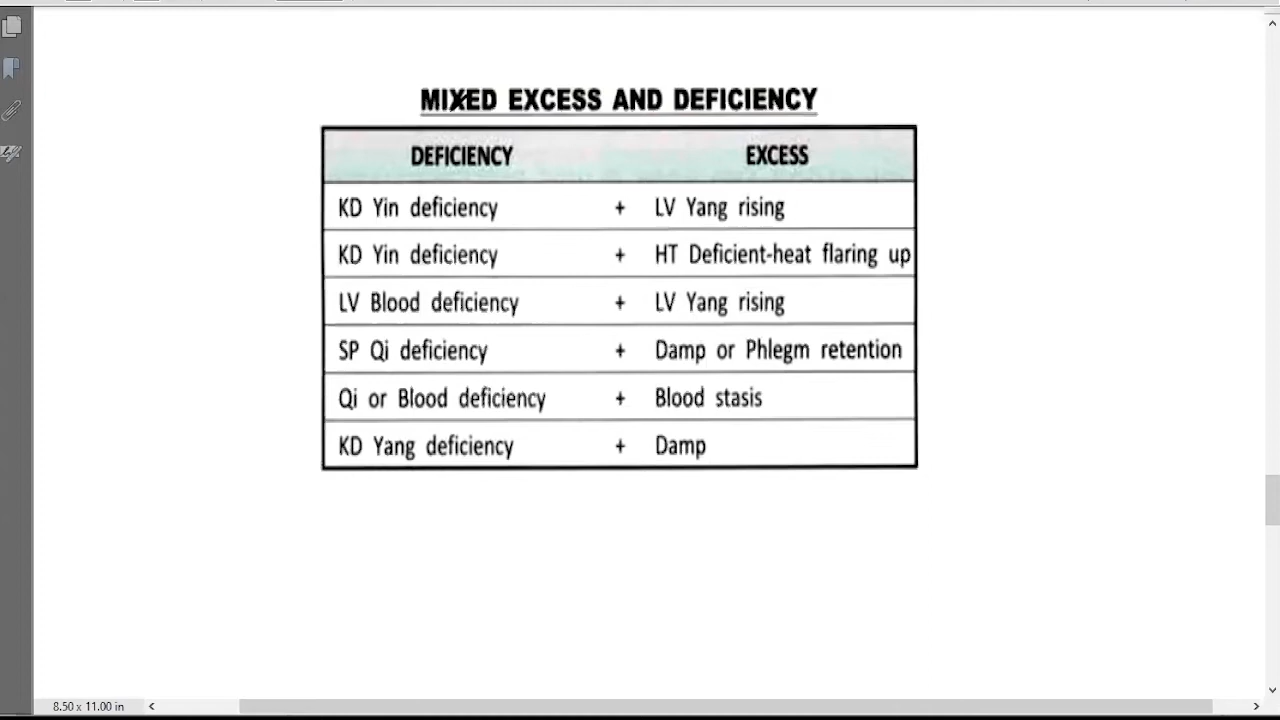 MIXED EXCESS AND DEFICIENCY
DEFICIENCY EXCESS
KD Yin deficiency + LV Yang rising
KD Yin deficiency + HT Deficient-heat flaring up
LV Blood deficiency + LV Yang rising
SP Qi deficiency + Damp or Phlegm retention
Qi or Blood deficiency + Blood stasis
KD Yang deficiency + Damp
8.50 x 11.00 in